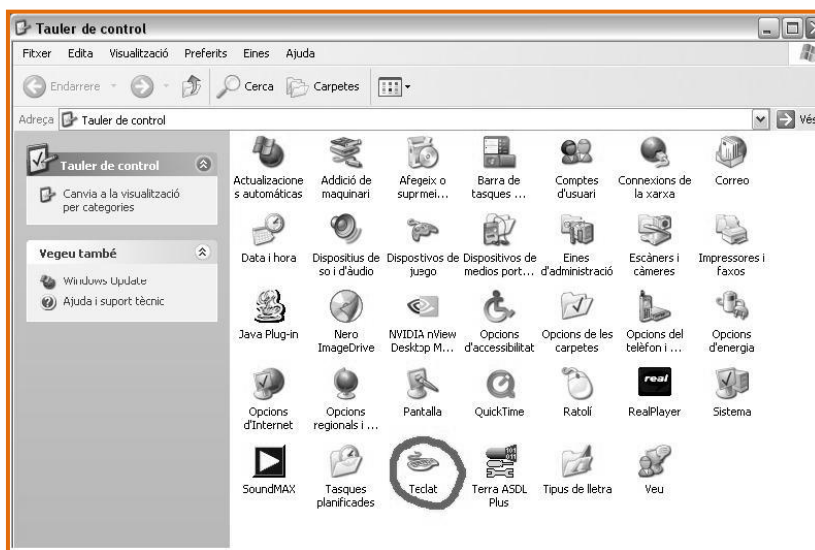 Tauler de control
Fitxer Edita Visualització Preferits Eines Ajuda
Endarrere Cerca Carpetes
Adreça Tauler de control Vés
Tauler de control
Canvia a la visualització
per categories
Vegeu també
Windows Update
Ajuda i suport tècnic
Actualizacione
s automáticas
Addició de
maquinari
Afegeix o
suprmei...
Barra de
tasques ...
Comptes
d'usuari
Connexions de
la xarxa
Correo
Data i hora
Dispositius de
so i d'àudio
Dispostivos de
juego
Dispositivos de
medios port...
Eines
d'administració
Escàners i
càmeres
Impressores i
faxos
Java Plug-in
Nero
ImageDrive
NVIDIA nView
Desktop M...
Opcions
d'accessibilitat
Opcions de les
carpetes
Opcions del
telèfon i ...
Opcions
d'energia
Opcions
d'Internet
Opcions
regionals i ...
Pantalla
QuickTime
Ratolí
real
RealPlayer
Sistema
SoundMAX
Tasques
planificades
Teclat
Terra ASDL
Plus
Tipus de lletra
Veu